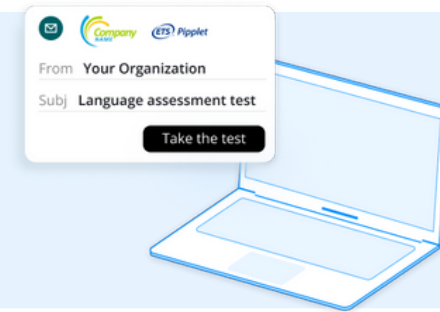 Company NAME ETS Pipplet
From Your Organization
Subj Language assessment test
Take the test